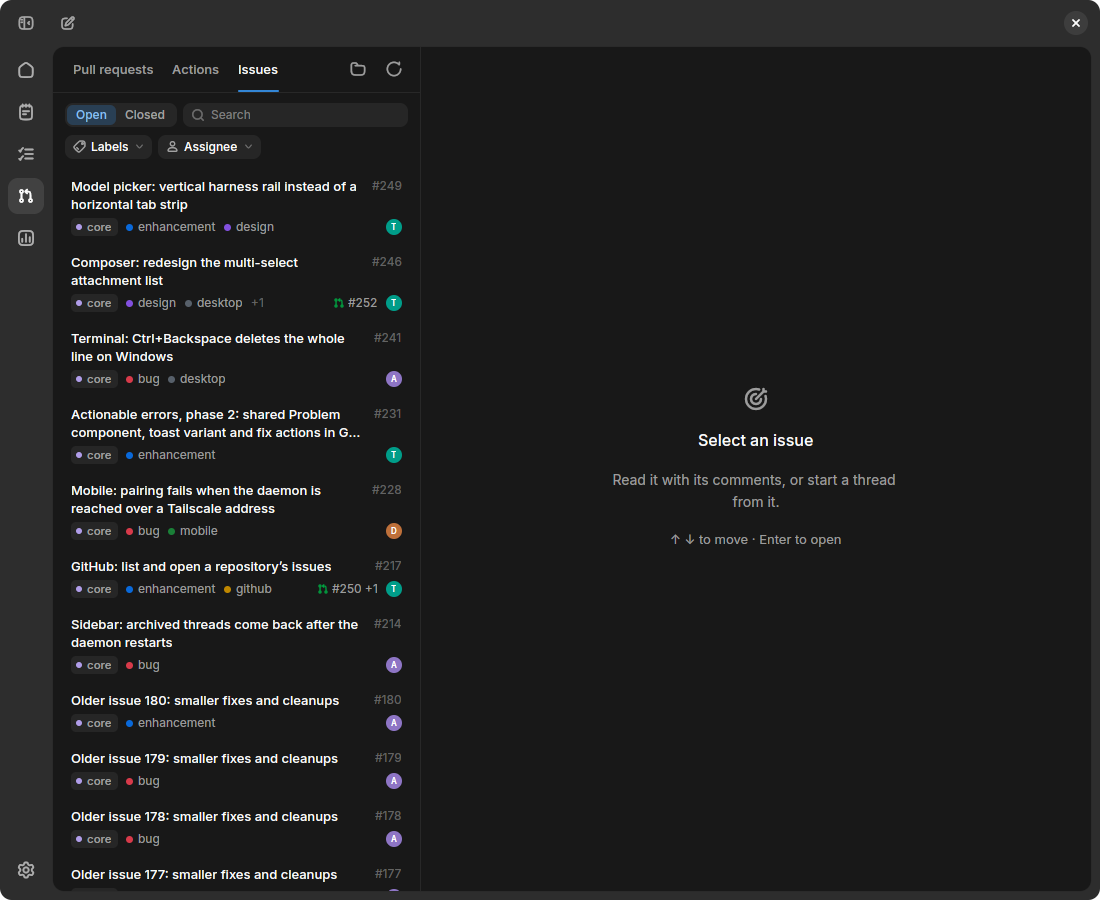 Pull requests Actions Issues
Open Closed Search
Labels Assignee
Model picker: vertical harness rail instead of a #249
horizontal tab strip
core enhancement design T
Composer: redesign the multi-select #246
attachment list
core design desktop +1 #252 T
Terminal: Ctrl+Backspace deletes the whole #241
line on Windows
core bug desktop A
Actionable errors, phase 2: shared Problem #231
component, toast variant and fix actions in G...
core enhancement T
Mobile: pairing fails when the daemon is #228
reached over a Tailscale address
core bug mobile D
GitHub: list and open a repository’s issues #217
core enhancement github #250 +1 T
Sidebar: archived threads come back after the #214
daemon restarts
core bug A
Older issue 180: smaller fixes and cleanups #180
core enhancement A
Older issue 179: smaller fixes and cleanups #179
core bug A
Older issue 178: smaller fixes and cleanups #178
core bug A
Older issue 177: smaller fixes and cleanups #177
Select an issue
Read it with its comments, or start a thread
from it.
↑ ↓ to move · Enter to open